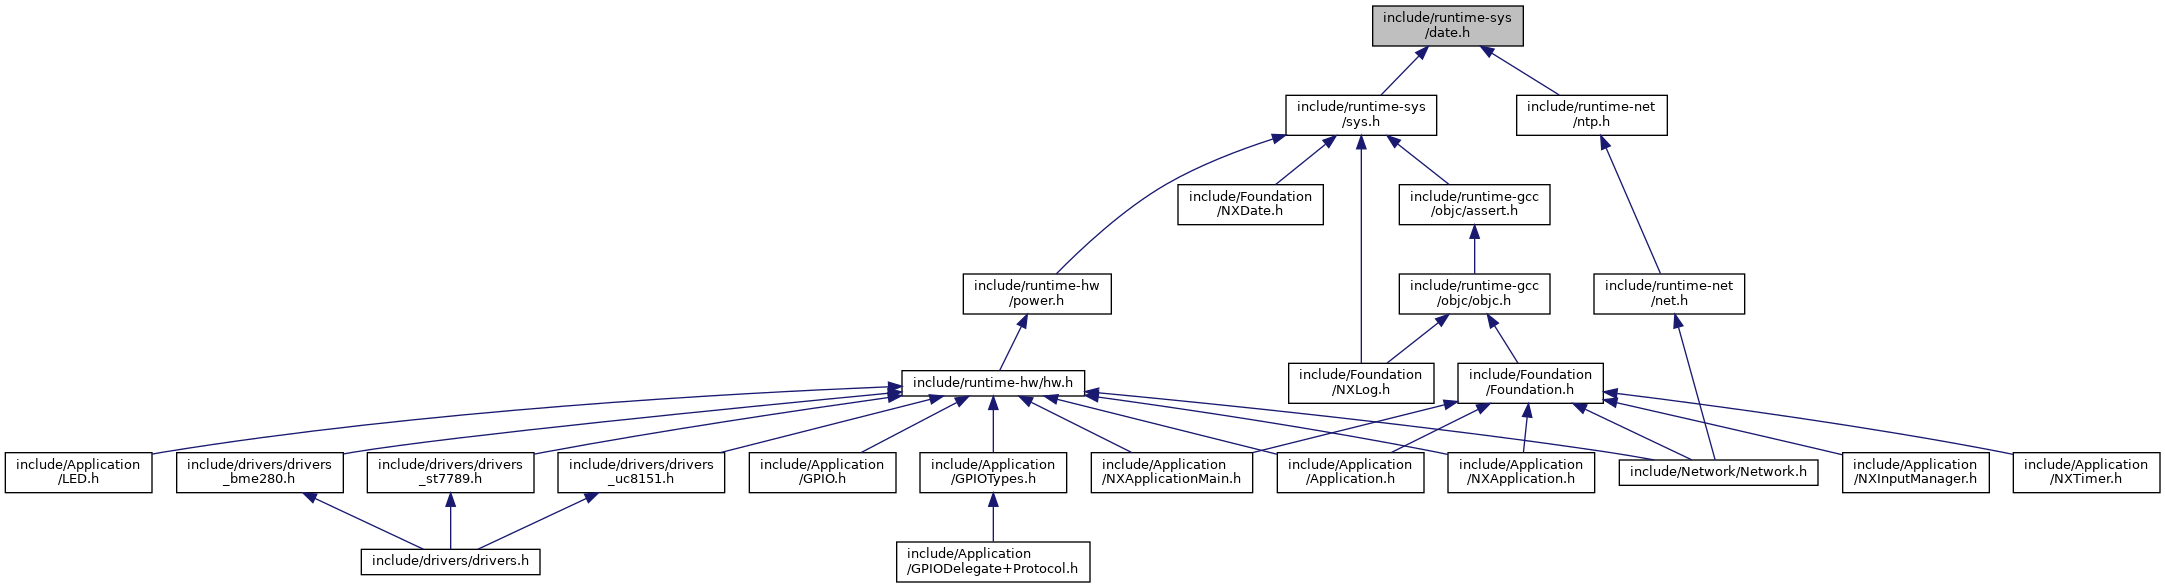 include/runtime-sys
/date.h
include/runtime-sys
/sys.h
include/runtime-net
/ntp.h
include/Foundation
/NXDate.h
include/runtime-gcc
/objc/assert.h
include/runtime-hw
/power.h
include/runtime-gcc
/objc/objc.h
include/runtime-net
/net.h
include/runtime-hw/hw.h
include/Foundation
/NXLog.h
include/Foundation
/Foundation.h
include/Application
/LED.h
include/drivers/drivers
_bme280.h
include/drivers/drivers
_st7789.h
include/drivers/drivers
_uc8151.h
include/Application
/GPIO.h
include/Application
/GPIOTypes.h
include/Application
/NXApplicationMain.h
include/Application
/Application.h
include/Application
/NXApplication.h
include/Network/Network.h
include/Application
/NXInputManager.h
include/Application
/NXTimer.h
include/drivers/drivers.h
include/Application
/GPIODelegate+Protocol.h